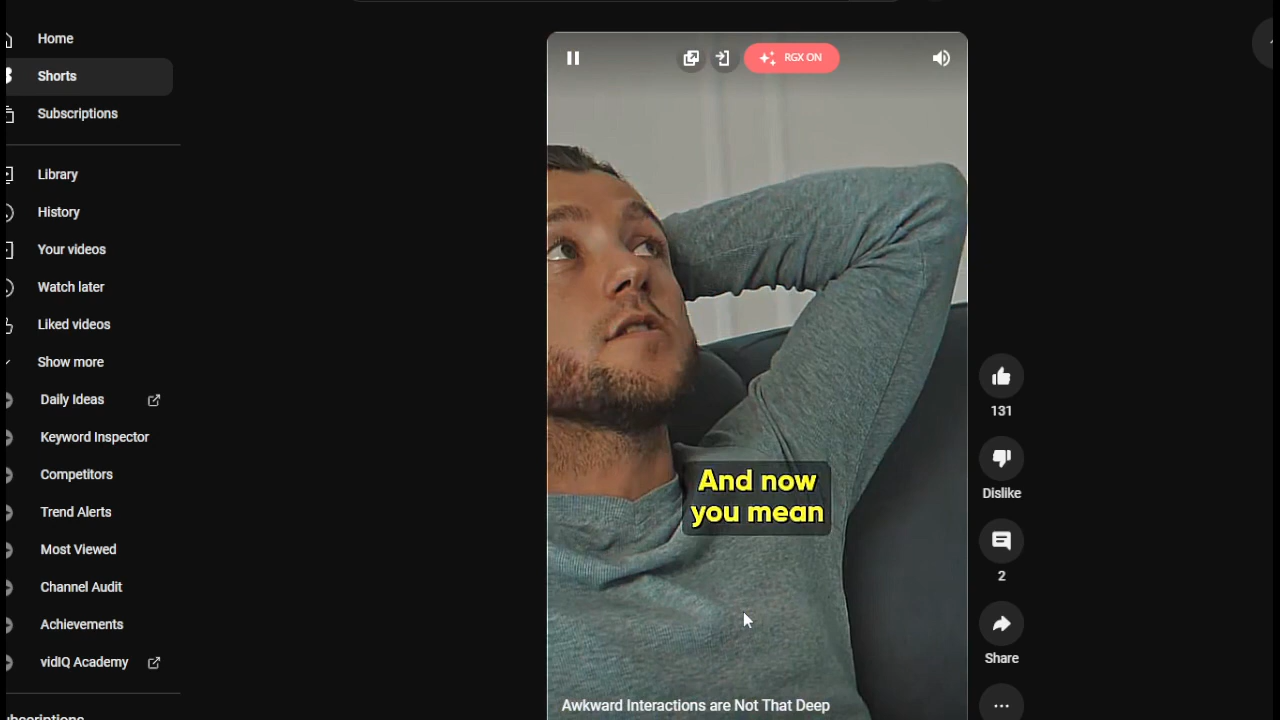 Home
Shorts
Subscriptions
Library
History
Your videos
Watch later
Liked videos
Show more
Daily Ideas
Keyword Inspector
Competitors
Trend Alerts
Most Viewed
Channel Audit
Achievements
vidIQ Academy
RGX ON
And now
you mean
Awkward Interactions are Not That Deep
131
Dislike
2
Share